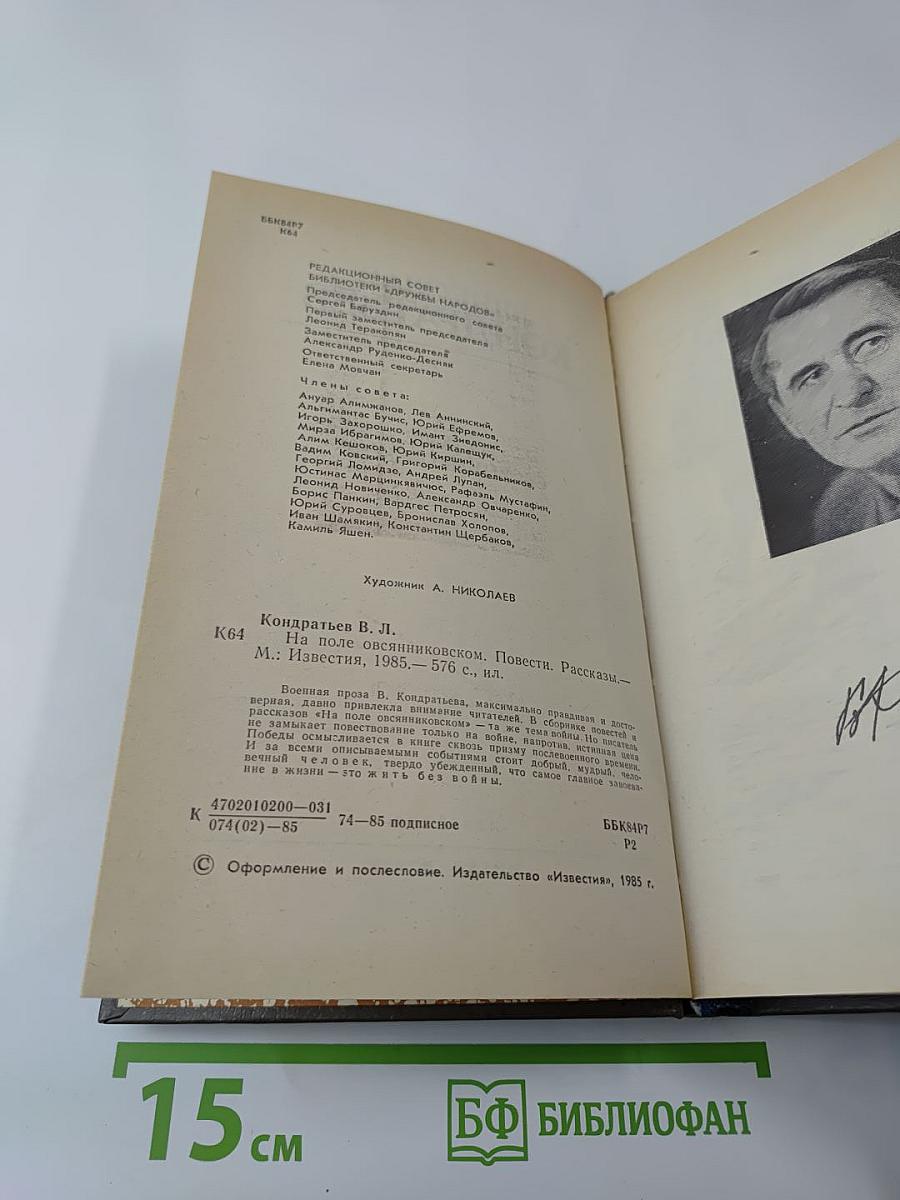 ББК84Р7
К64
РЕДАКЦИОННЫЙ СОВЕТ
БИБЛИОТЕКИ «ДРУЖБЫ НАРОДОВ»
Председатель редакционного совета
Сергей Баруздин
Первый заместитель председателя
Леонид Теракопян
Заместитель председателя
Александр Руденко-Десняк
Ответственный секретарь
Елена Мовчан
Члены совета:
Ануар Алимжанов, Лев Аннинский,
Альгимантас Бучис, Юрий Ефремов,
Игорь Захорошко, Имант Зиедонис,
Мирза Ибрагимов, Юрий Калещук,
Алим Кешоков, Юрий Киршин,
Вадим Ковский, Григорий Корабельников,
Георгий Ломидзе, Андрей Лупан,
Юстинас Марцинкявичюс, Рафаэль Мустафин,
Леонид Новиченко, Александр Овчаренко,
Борис Панкин, Вардгес Петросян,
Юрий Суровцев, Бронислав Холопов,
Иван Шамякин, Константин Щербаков,
Камиль Яшен.
Художник А. НИКОЛАЕВ
Кондратьев В. Л.
К64 На поле овсянниковском. Повести. Рассказы.—
М.: Известия, 1985.— 576 с., ил.
Военная проза В. Кондратьева, максимально правдивая и досто-
верная, давно привлекла внимание читателей. В сборнике повестей и
рассказов «На поле овсянниковском» — та же тема войны. Но писатель
не замыкает повествование только на войне, напротив, истинная цена
Победы осмысливается в книге сквозь призму послевоенного времени.
И за всеми описываемыми событиями стоит добрый, мудрый, чело-
вечный человек, твердо убежденный, что самое главное завоева-
ние в жизни — это жить без войны.
К 4702010200—031
074(02)—85
74—85 подписное
ББК84Р7
Р2
© Оформление и послесловие. Издательство «Известия», 1985 г.
15 см
БФ БИБЛИОФАН